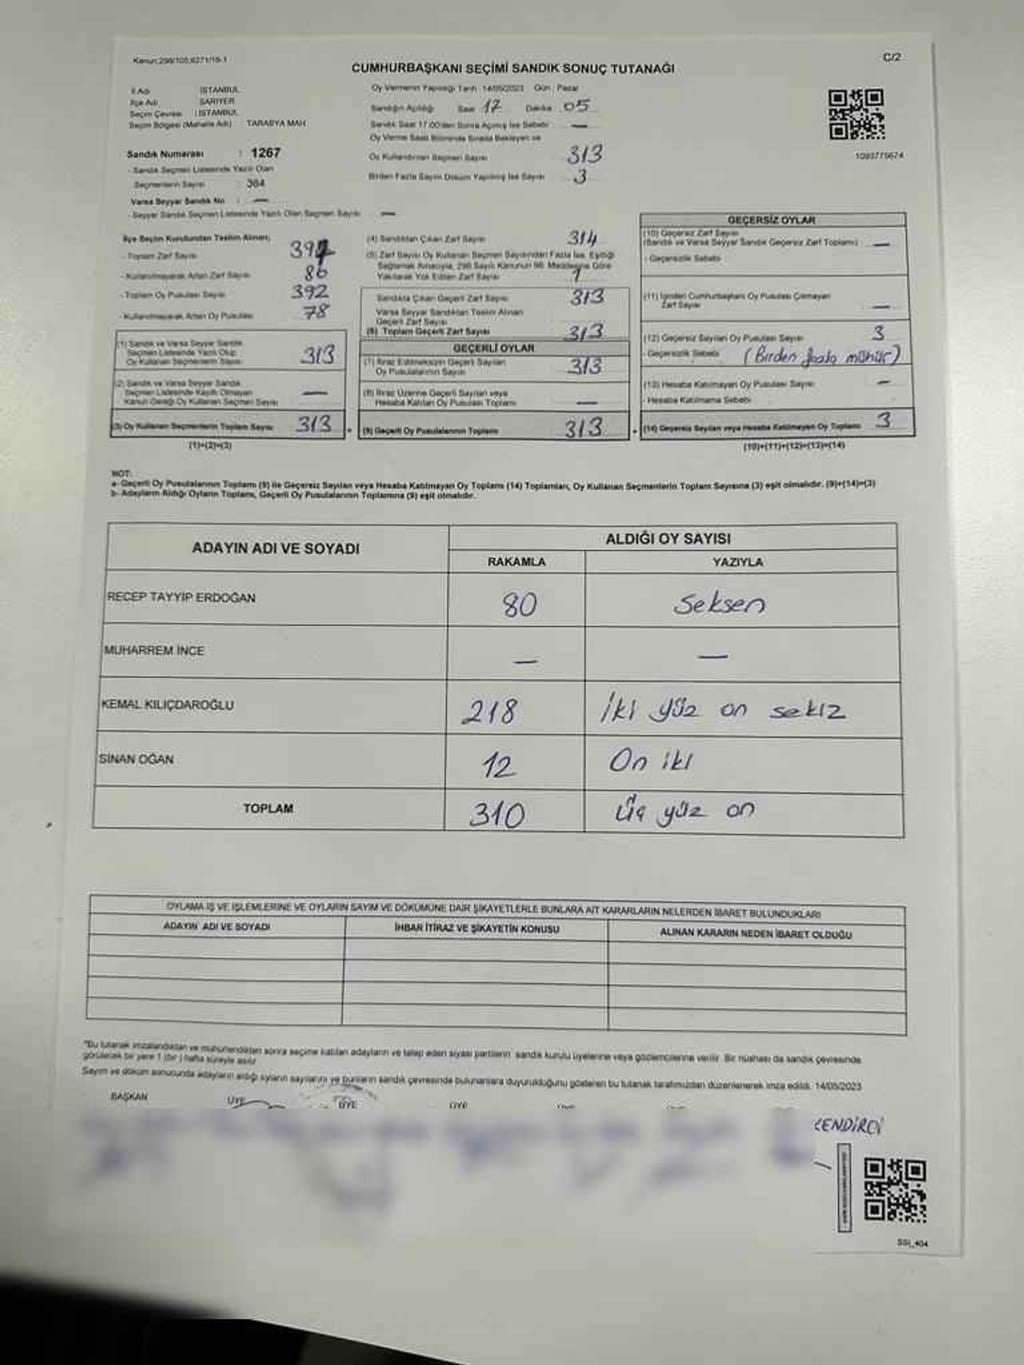 Kanun:298/105,6271/18-1
C/2
CUMHURBAŞKANI SEÇİMİ SANDIK SONUÇ TUTANAĞI
İl Adı : İSTANBUL
İlçe Adı : SARIYER
Seçim Çevresi : İSTANBUL
Seçim Bölgesi (Mahalle Adı) : TARABYA MAH.
Sandık Numarası : 1267
- Sandık Seçmen Listesinde Yazılı Olan
Seçmenlerin Sayısı : 384
Varsa Seyyar Sandık No : —
- Seyyar Sandık Seçmen Listesinde Yazılı Olan Seçmen Sayısı : —
Oy Vermenin Yapıldığı Tarih : 14/05/2023 Gün : Pazar
Sandığın Açıldığı Saat 17 Dakika 05
Sandık Saat 17.00'den Sonra Açılmış İse Sebebi —
Oy Verme Saati Bitiminde Sırada Bekleyen ve
Oy Kullandırılan Seçmen Sayısı 313
Birden Fazla Sayım Döküm Yapılmış İse Sayısı 3
1093775674
İlçe Seçim Kurulundan Teslim Alınan;
- Toplam Zarf Sayısı
- Kullanılmayarak Artan Zarf Sayısı 86
- Toplam Oy Pusulası Sayısı 392
- Kullanılmayarak Artan Oy Pusulası 78
(1) Sandık ve Varsa Seyyar Sandık
Seçmen Listesinde Yazılı Olup
Oy Kullanan Seçmenlerin Sayısı 313
(2) Sandık ve Varsa Seyyar Sandık
Seçmen Listesinde Kayıtlı Olmayan
Kanun Gereği Oy Kullanan Seçmen Sayısı —
(3) Oy Kullanan Seçmenlerin Toplam Sayısı 313
(1)+(2)=(3)
(4) Sandıktan Çıkan Zarf Sayısı 314
(5) Zarf Sayısı Oy Kullanan Seçmen Sayısından Fazla İse, Eşitliği
Sağlamak Amacıyla, 298 Sayılı Kanunun 98. Maddesine Göre
Yakılarak Yok Edilen Zarf Sayısı 1
Sandıkta Çıkan Geçerli Zarf Sayısı 313
Varsa Seyyar Sandıktan Teslim Alınan
Geçerli Zarf Sayısı
(6) Toplam Geçerli Zarf Sayısı 313
GEÇERLİ OYLAR
(7) İtiraz Edilmeksizin Geçerli Sayılan
Oy Pusulalarının Sayısı 313
(8) İtiraz Üzerine Geçerli Sayılan veya
Hesaba Katılan Oy Pusulaları Toplamı —
(9) Geçerli Oy Pusulalarının Toplamı 313
GEÇERSİZ OYLAR
(10) Geçersiz Zarf Sayısı
(Sandık ve Varsa Seyyar Sandık Geçersiz Zarf Toplamı) —
- Geçersizlik Sebebi
(11) İçinden Cumhurbaşkanı Oy Pusulası Çıkmayan
Zarf Sayısı —
(12) Geçersiz Sayılan Oy Pusulası Sayısı 3
- Geçersizlik Sebebi (Birden fazla mühür)
(13) Hesaba Katılmayan Oy Pusulası Sayısı —
- Hesaba Katılmama Sebebi
(14) Geçersiz Sayılan veya Hesaba Katılmayan Oy Toplamı 3
(10)+(11)+(12)+(13)=(14)
NOT:
a- Geçerli Oy Pusulalarının Toplamı (9) ile Geçersiz Sayılan veya Hesaba Katılmayan Oy Toplamı (14) Toplamları, Oy Kullanan Seçmenlerin Toplam Sayısına (3) eşit olmalıdır. (9)+(14)=(3)
b- Adayların Aldığı Oyların Toplamı, Geçerli Oy Pusulalarının Toplamına (9) eşit olmalıdır.
ADAYIN ADI VE SOYADI
ALDIĞI OY SAYISI
RAKAMLA YAZIYLA
RECEP TAYYİP ERDOĞAN 80 Seksen
MUHARREM İNCE — —
KEMAL KILIÇDAROĞLU 218 İki yüz on sekiz
SİNAN OĞAN 12 On iki
TOPLAM 310 Üç yüz on
OYLAMA İŞ VE İŞLEMLERİNE VE OYLARIN SAYIM VE DÖKÜMÜNE DAİR ŞİKAYETLERLE BUNLARA AİT KARARLARIN NELERDEN İBARET BULUNDUKLARI
ADAYIN ADI VE SOYADI İHBAR İTİRAZ VE ŞİKAYETİN KONUSU ALINAN KARARIN NEDEN İBARET OLDUĞU
"Bu tutanak imzalandıktan ve mühürlendikten sonra seçime katılan adayların ve talep eden siyasi partilerin sandık kurulu üyelerine veya gözlemcilerine verilir. Bir nüshası da sandık çevresinde
görülecek bir yere 1 (bir) hafta süreyle asılır
Sayım ve döküm sonucunda adayların aldığı oyların sayılarını ve bunların sandık çevresinde bulunanlara duyurulduğunu gösteren bu tutanak tarafımızdan düzenlenerek imza edildi. 14/05/2023
BAŞKAN ÜYE ÜYE ÜYE
KENDİRCİ
SSI_404